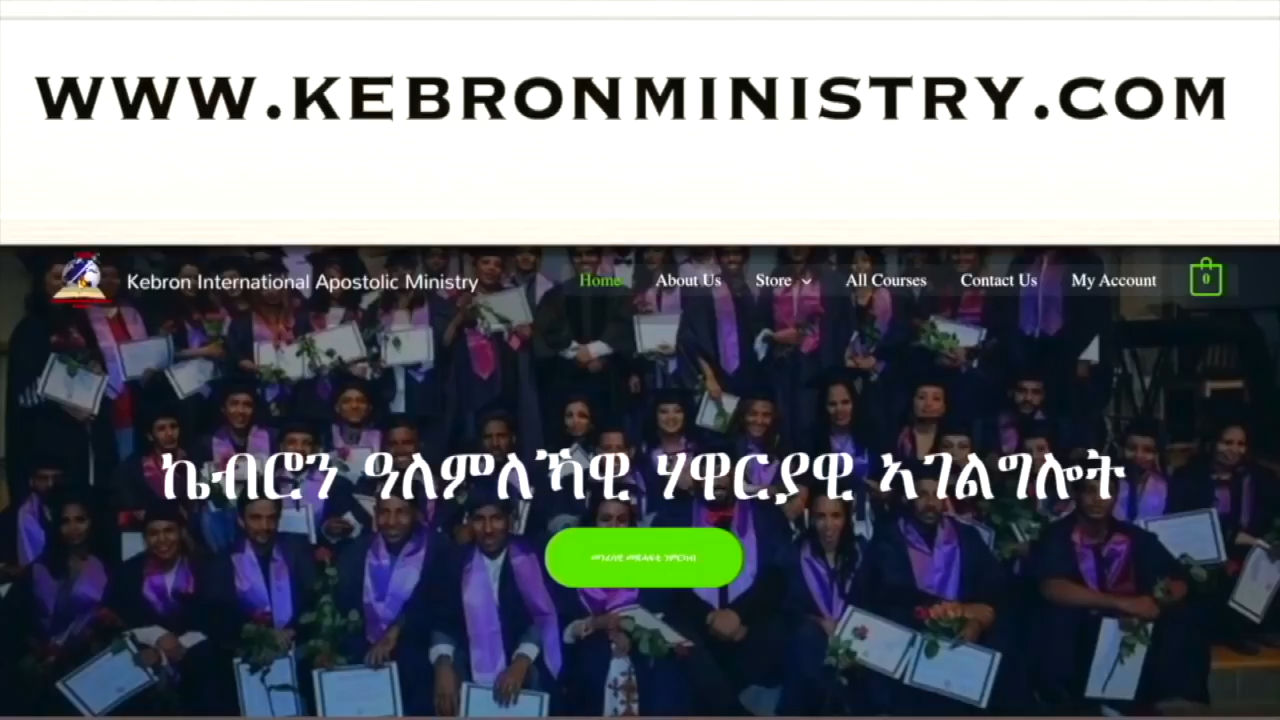 WWW.KEBRONMINISTRY.COM
Kebron International Apostolic Ministry
Home About Us Store All Courses Contact Us My Account 0
ኬብሮን ዓለምለኻዊ ሃዋርያዊ ኣገልግሎት